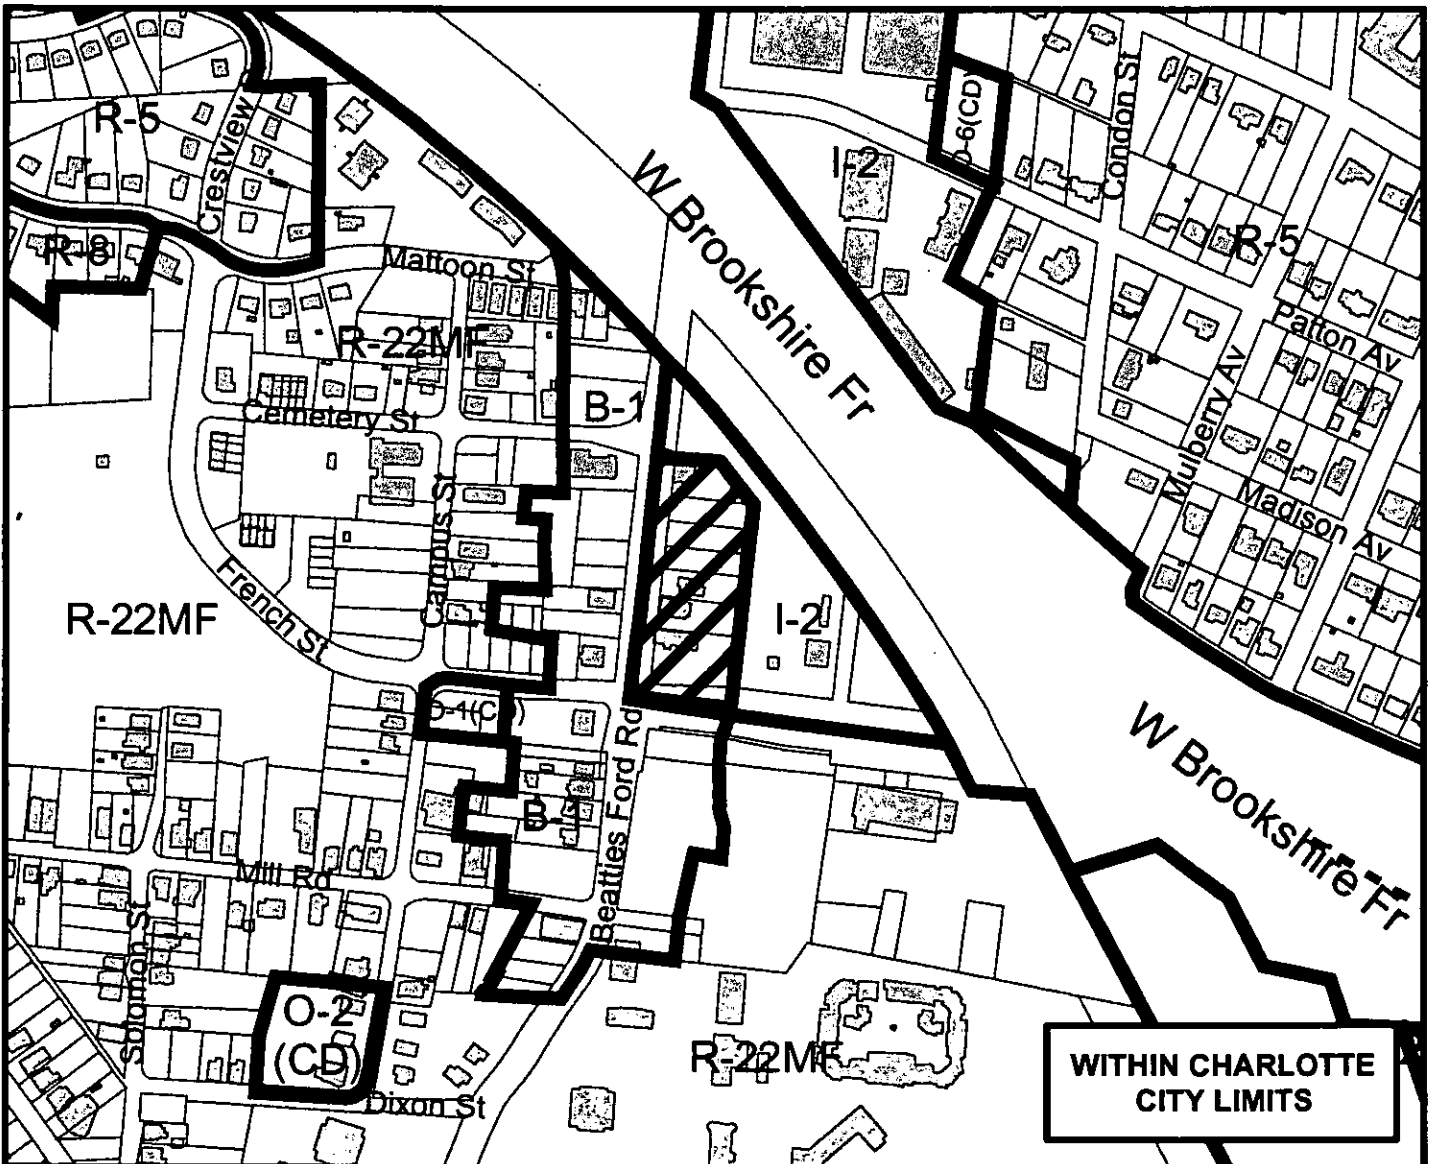 R-5
Crestview
R-8
Mattoon St
R-22MF
Cemetery St
B-1
Campus St
French St
R-22MF
W Brookshire Fr
I-2
Condon St
R-5
Patton Av
Mulberry Av
Madison Av
I-2
W Brookshire Fr
Beatties Ford Rd
Mill Rd
Solomon St
O-2
(CD)
Dixon St
R-22MF
WITHIN CHARLOTTE
CITY LIMITS